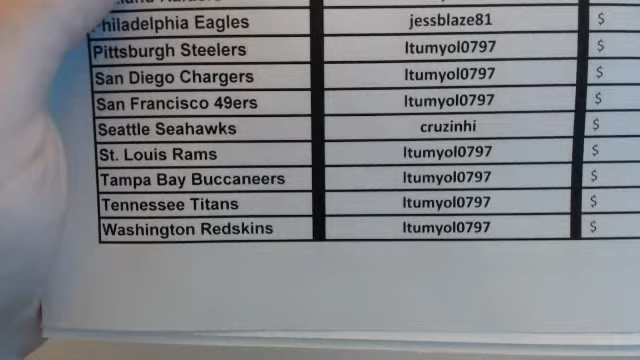 Philadelphia Eagles jessblaze81 $
Pittsburgh Steelers ltumyol0797 $
San Diego Chargers ltumyol0797 $
San Francisco 49ers ltumyol0797 $
Seattle Seahawks cruzinhi $
St. Louis Rams ltumyol0797 $
Tampa Bay Buccaneers ltumyol0797 $
Tennessee Titans ltumyol0797 $
Washington Redskins ltumyol0797 $